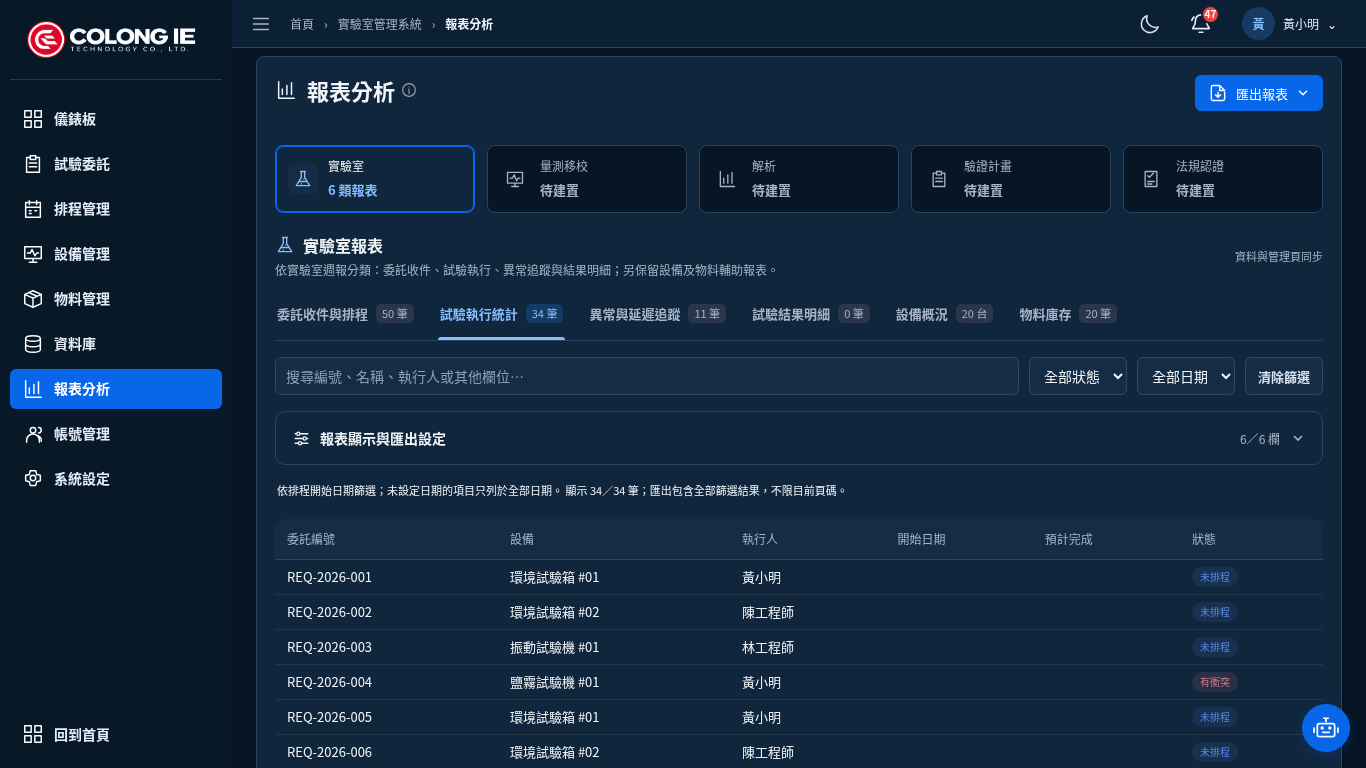 COLONG IE
TECHNOLOGY CO., LTD.
儀錶板
試驗委託
排程管理
設備管理
物料管理
資料庫
報表分析
帳號管理
系統設定
回到首頁
首頁 › 實驗室管理系統 › 報表分析
47
黃 黃小明
報表分析
匯出報表
實驗室
6 類報表
量測移校
待建置
解析
待建置
驗證計畫
待建置
法規認證
待建置
實驗室報表
依實驗室週報分類：委託收件、試驗執行、異常追蹤與結果明細；另保留設備及物料輔助報表。
資料與管理頁同步
委託收件與排程 50 筆 試驗執行統計 34 筆 異常與延遲追蹤 11 筆 試驗結果明細 0 筆 設備概況 20 台 物料庫存 20 筆
搜尋編號、名稱、執行人或其他欄位⋯ 全部狀態 全部日期 清除篩選
報表顯示與匯出設定 6／6 欄
依排程開始日期篩選；未設定日期的項目只列於全部日期。 顯示 34／34 筆；匯出包含全部篩選結果，不限目前頁碼。
委託編號 設備 執行人 開始日期 預計完成 狀態
REQ-2026-001 環境試驗箱 #01 黃小明 未排程
REQ-2026-002 環境試驗箱 #02 陳工程師 未排程
REQ-2026-003 振動試驗機 #01 林工程師 未排程
REQ-2026-004 鹽霧試驗機 #01 黃小明 有衝突
REQ-2026-005 環境試驗箱 #01 黃小明 未排程
REQ-2026-006 環境試驗箱 #02 陳工程師 未排程